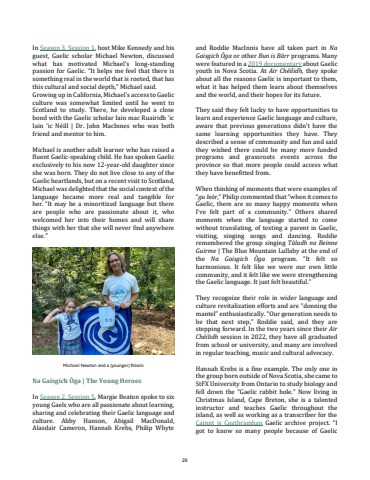 In Season 3, Session 1, host Mike Kennedy and his
guest, Gaelic scholar Michael Newton, discussed
what has motivated Michael's long-standing
passion for Gaelic. "It helps me feel that there is
something real in the world that is rooted, that has
this cultural and social depth," Michael said.
Growing up in California, Michael's access to Gaelic
culture was somewhat limited until he went to
Scotland to study. There, he developed a close
bond with the Gaelic scholar Iain mac Ruairidh 'ic
Iain 'ic Nèill | Dr. John MacInnes who was both
friend and mentor to him.

Michael is another adult learner who has raised a
fluent Gaelic-speaking child. He has spoken Gaelic
exclusively to his now 12-year-old daughter since
she was born. They do not live close to any of the
Gaelic heartlands, but on a recent visit to Scotland,
Michael was delighted that the social context of the
language became more real and tangible for
her. "It may be a minoritized language but there
are people who are passionate about it, who
welcomed her into their homes and will share
things with her that she will never find anywhere
else."

Michael Newton and a (younger) Róisín

Na Gaisgich Òga | The Young Heroes

In Season 2, Session 5, Margie Beaton spoke to six
young Gaels who are all passionate about learning,
sharing and celebrating their Gaelic language and
culture. Abby Hanson, Abigail MacDonald,
Alasdair Cameron, Hannah Krebs, Philip Whyte
and Roddie MacInnis have all taken part in Na
Gaisgich Òga or other Bun is Bàrr programs. Many
were featured in a 2019 documentary about Gaelic
youth in Nova Scotia. At Air Chéilidh, they spoke
about all the reasons Gaelic is important to them,
what it has helped them learn about themselves
and the world, and their hopes for its future.

They said they felt lucky to have opportunities to
learn and experience Gaelic language and culture,
aware that previous generations didn't have the
same learning opportunities they have. They
described a sense of community and fun and said
they wished there could be many more funded
programs and grassroots events across the
province so that more people could access what
they have benefitted from.

When thinking of moments that were examples of
"gu leòr," Philip commented that "when it comes to
Gaelic, there are so many happy moments when
I've felt part of a community." Others shared
moments when the language started to come
without translating, of texting a parent in Gaelic,
visiting, singing songs and dancing. Roddie
remembered the group singing Tàladh na Beinne
Guirme | The Blue Mountain Lullaby at the end of
the Na Gaisgich Òga program. "It felt so
harmonious. It felt like we were our own little
community, and it felt like we were strengthening
the Gaelic language. It just felt beautiful."

They recognize their role in wider language and
culture revitalization efforts and are "donning the
mantel" enthusiastically. "Our generation needs to
be that next step," Roddie said, and they are
stepping forward. In the two years since their Air
Chéilidh session in 2022, they have all graduated
from school or university, and many are involved
in regular teaching, music and cultural advocacy.

Hannah Krebs is a fine example. The only one in
the group born outside of Nova Scotia, she came to
StFX University from Ontario to study biology and
fell down the "Gaelic rabbit hole." Now living in
Christmas Island, Cape Breton, she is a talented
instructor and teaches Gaelic throughout the
island, as well as working as a transcriber for the
Cainnt is Ceathramhan Gaelic archive project. "I
got to know so many people because of Gaelic

29